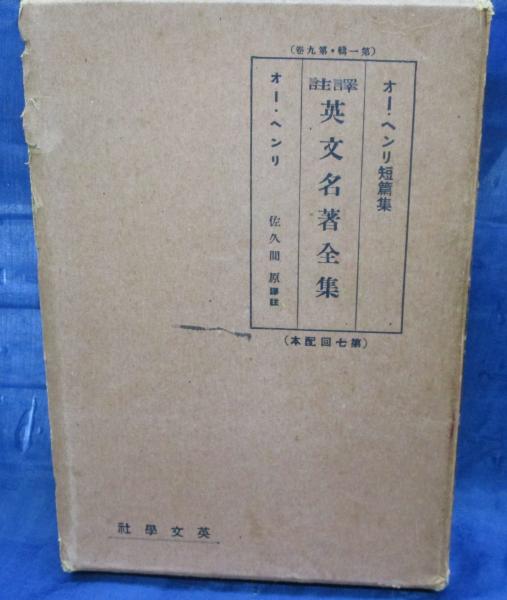 (第一輯・第九卷)
オー・ヘンリ短篇集
譯註
英文名著全集
オー・ヘンリ
佐久間 原 譯註
(第七回配本)
英文學社